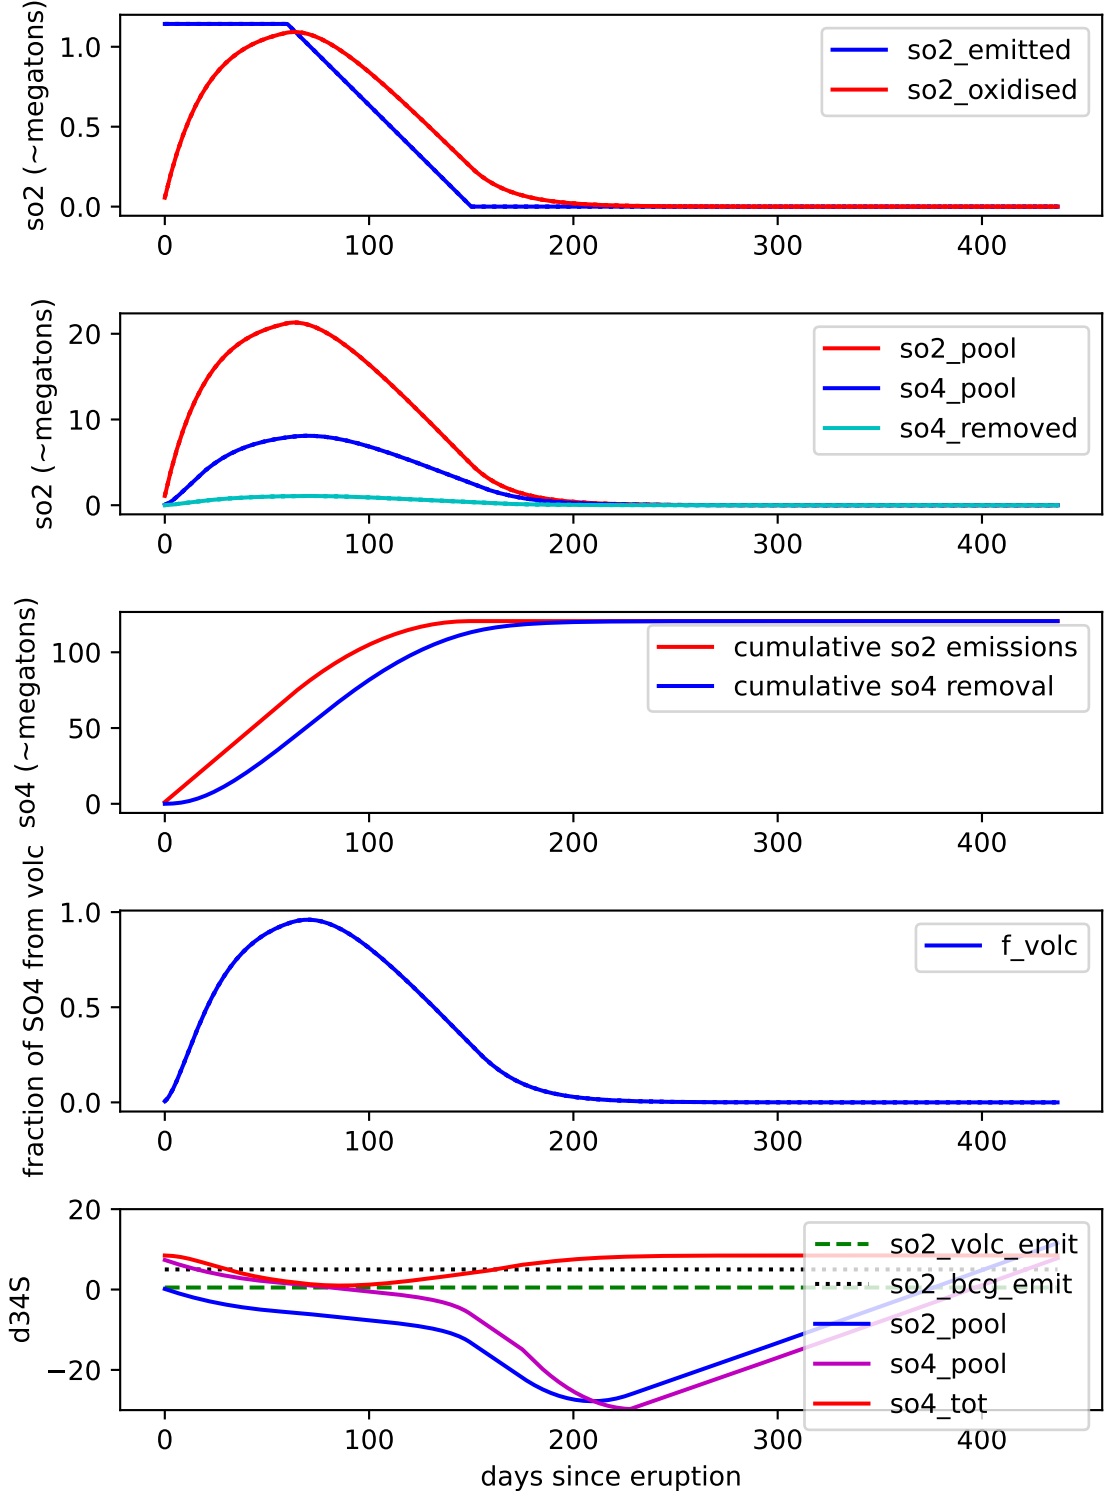 so2 (~megatons)
1.0
0.5
0.0
so2_emitted
so2_oxidised
0
100
200
300
400
so2 (~megatons)
20
10
0
so2_pool
so4_pool
so4_removed
0
100
200
300
400
so4 (~megatons)
100
50
0
cumulative so2 emissions
cumulative so4 removal
0
100
200
300
400
fraction of SO4 from volc
1.0
0.5
0.0
f_volc
0
100
200
300
400
d34S
20
0
−20
so2_volc_emit
so2_bcg_emit
so2_pool
so4_pool
so4_tot
0
100
200
300
400
days since eruption